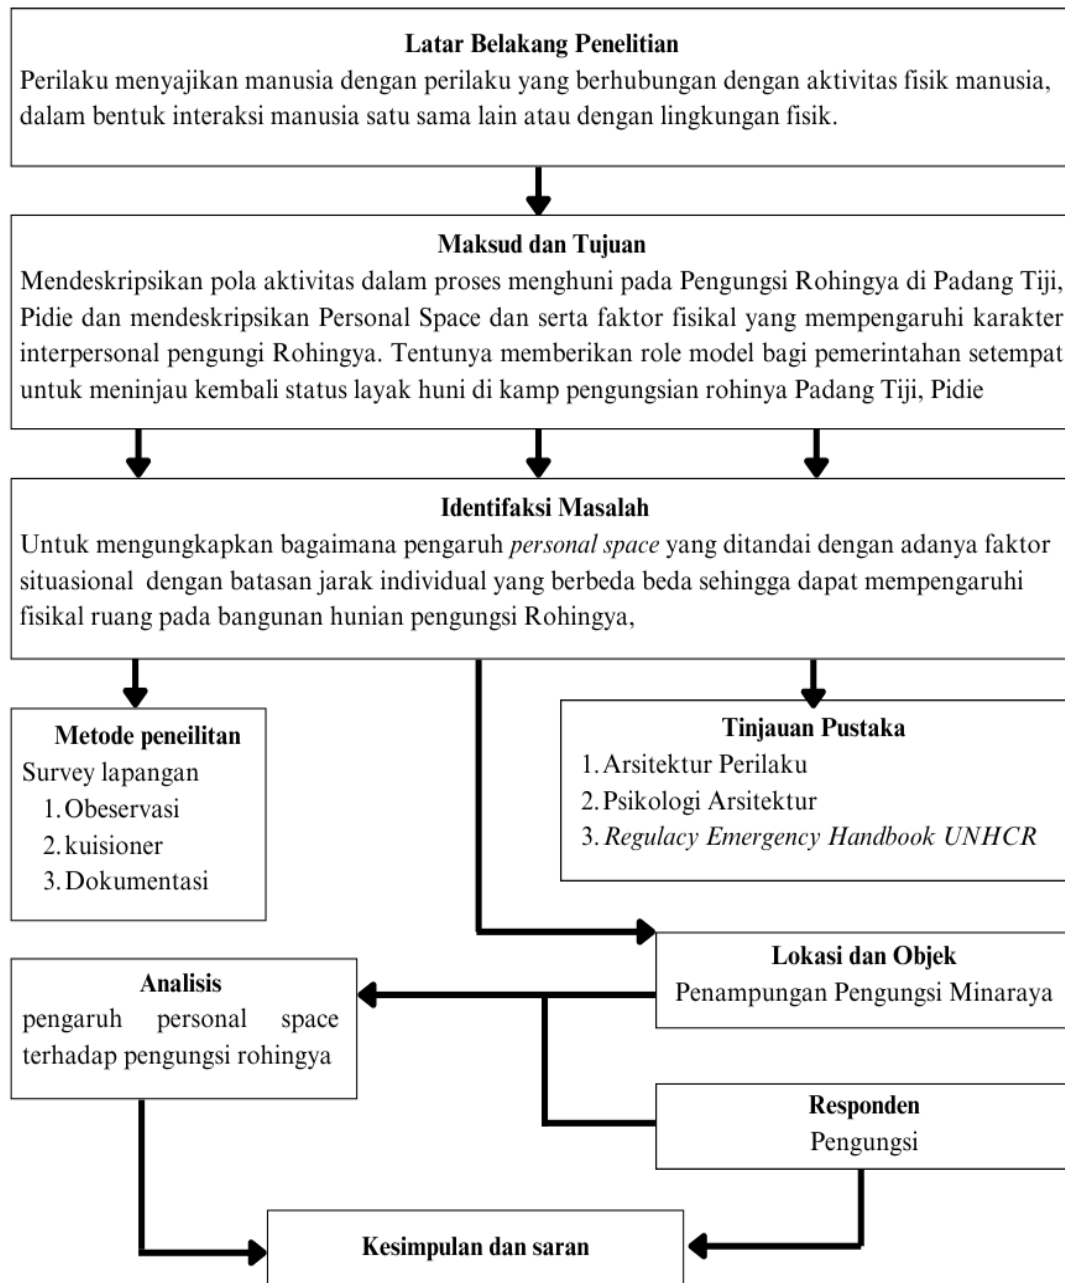 Latar Belakang Penelitian
Perilaku menyajikan manusia dengan perilaku yang berhubungan dengan aktivitas fisik manusia,
dalam bentuk interaksi manusia satu sama lain atau dengan lingkungan fisik.
Maksud dan Tujuan
Mendeskripsikan pola aktivitas dalam proses menghuni pada Pengungsi Rohingya di Padang Tiji,
Pidie dan mendeskripsikan Personal Space dan serta faktor fisikal yang mempengaruhi karakter
interpersonal pengungi Rohingya. Tentunya memberikan role model bagi pemerintahan setempat
untuk meninjau kembali status layak huni di kamp pengungsian rohinya Padang Tiji, Pidie
Identifaksi Masalah
Untuk mengungkapkan bagaimana pengaruh personal space yang ditandai dengan adanya faktor
situasional dengan batasan jarak individual yang berbeda beda sehingga dapat mempengaruhi
fisikal ruang pada bangunan hunian pengungsi Rohingya,
Metode peneilitan
Survey lapangan
1. Obeservasi
2. kuisioner
3. Dokumentasi
Tinjauan Pustaka
1. Arsitektur Perilaku
2. Psikologi Arsitektur
3. Regulacy Emergency Handbook UNHCR
Lokasi dan Objek
Penampungan Pengungsi Minaraya
Analisis
pengaruh personal space
terhadap pengungsi rohingya
Responden
Pengungsi
Kesimpulan dan saran